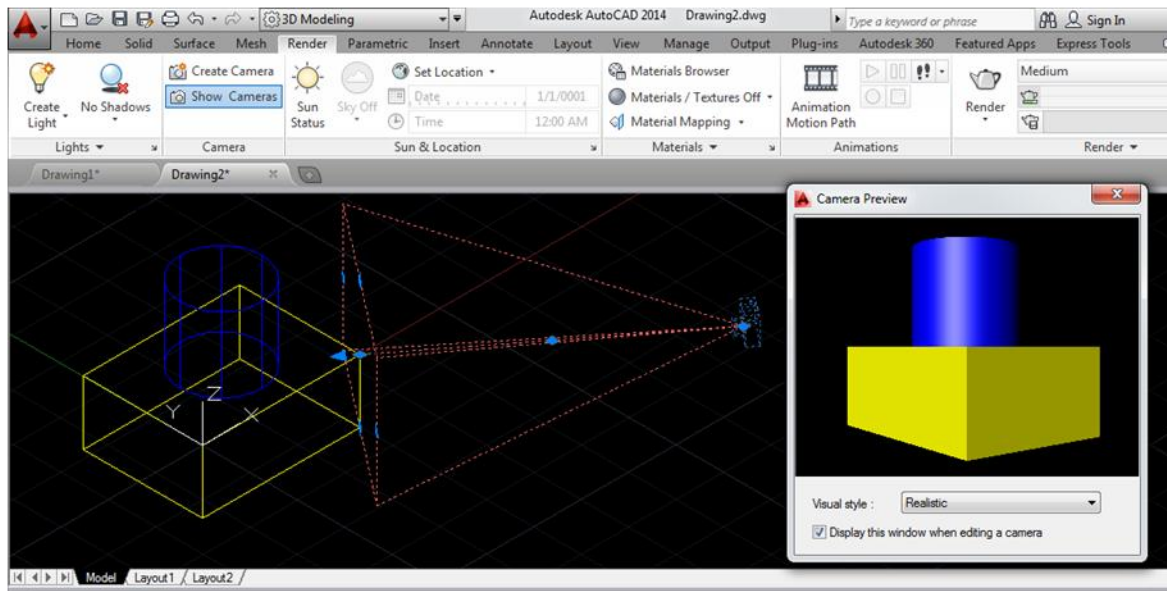 3D Modeling Autodesk AutoCAD 2014 Drawing2.dwg Type a keyword or phrase Sign In
Home Solid Surface Mesh Render Parametric Insert Annotate Layout View Manage Output Plug-ins Autodesk 360 Featured Apps Express Tools
Create Light
No Shadows
Create Camera
Show Cameras
Sun Status
Sky Off
Set Location
Date 1/1/0001
Time 12:00 AM
Materials Browser
Materials / Textures Off
Material Mapping
Animation Motion Path
Render
Medium
Lights Camera Sun & Location Materials Animations Render
Drawing1* Drawing2*
Camera Preview
Z
Y X
Visual style : Realistic
Display this window when editing a camera
Model Layout1 Layout2